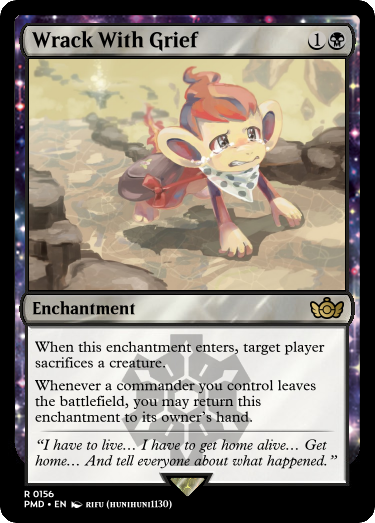 Wrack With Grief 1
Enchantment
When this enchantment enters, target player
sacrifices a creature.
Whenever a commander you control leaves
the battlefield, you may return this
enchantment to its owner's hand.
“I have to live… I have to get home alive… Get
home… And tell everyone about what happened.”
R 0156
PMD • EN RIFU (HUNIHUNI1130)